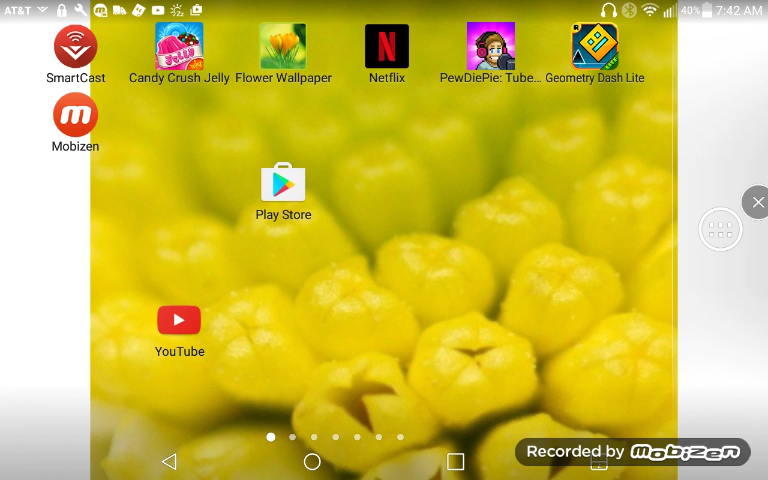 AT&T 40% 7:42 AM
SmartCast Candy Crush Jelly Flower Wallpaper Netflix PewDiePie: Tube... Geometry Dash Lite
Mobizen
Play Store
YouTube
Recorded by Mobizen